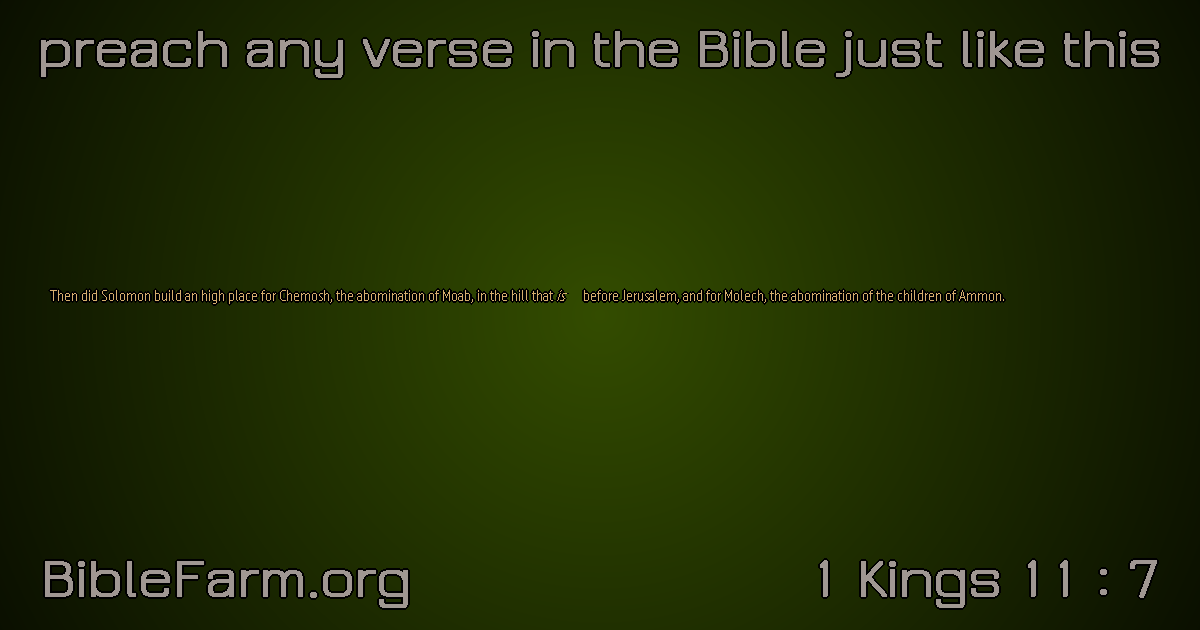 preach any verse in the Bible just like this
Then did Solomon build an high place for Chemosh, the abomination of Moab, in the hill that is before Jerusalem, and for Molech, the abomination of the children of Ammon.
BibleFarm.org
1 Kings 11 : 7